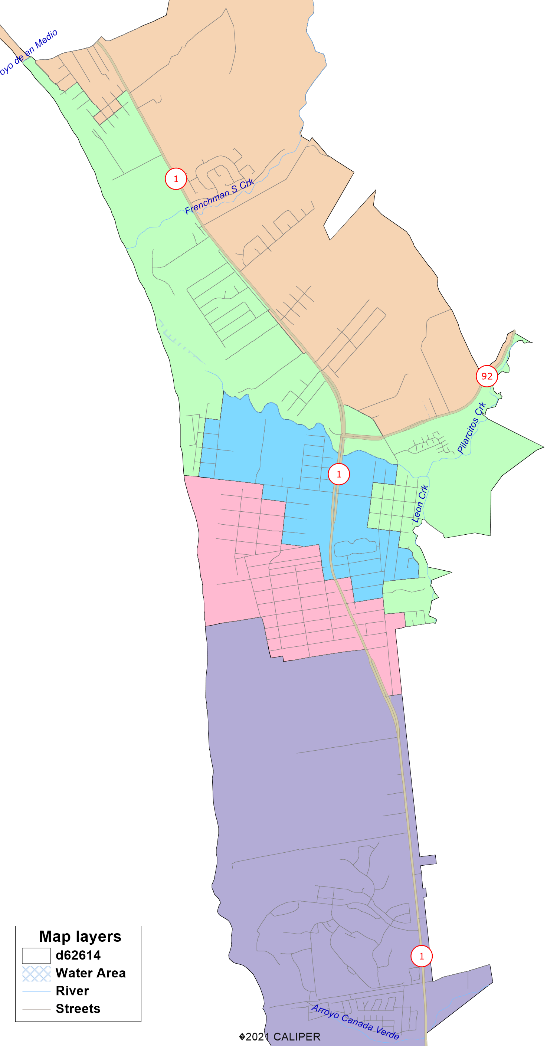 oyo de en Medio
1
Frenchman S Crk
92
Pilarcitos Crk
1
Leon Crk
Map layers
d62614
Water Area
River
Streets
1
Arroyo Canada Verde
�2021 CALIPER